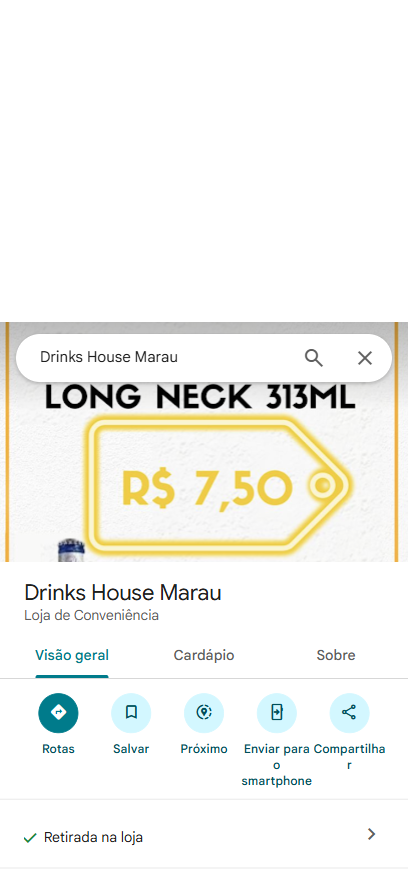 Drinks House Marau
LONG NECK 313ML
R$ 7,50
Drinks House Marau
Loja de Conveniência
Visão geral
Cardápio
Sobre
Rotas
Salvar
Próximo
Enviar para
o
smartphone
Compartilha
r
Retirada na loja